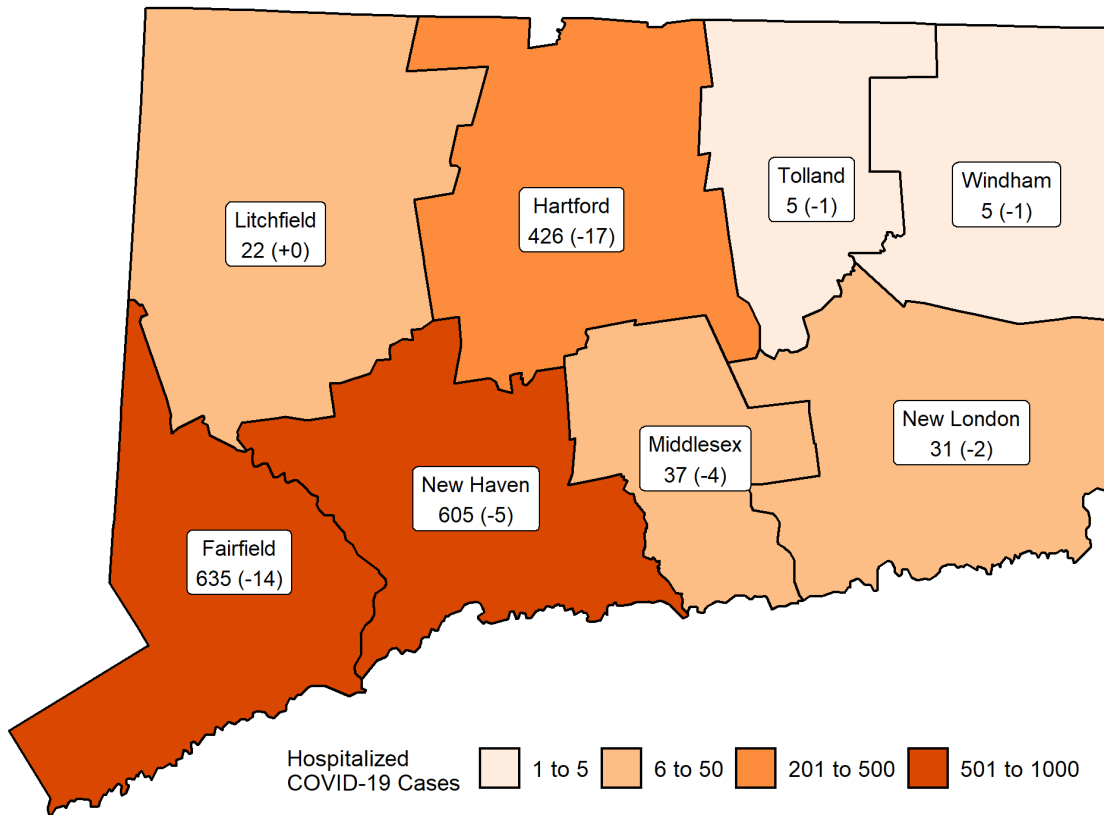 Litchfield
22 (+0)
Hartford
426 (-17)
Tolland
5 (-1)
Windham
5 (-1)
Fairfield
635 (-14)
New Haven
605 (-5)
Middlesex
37 (-4)
New London
31 (-2)
Hospitalized
COVID-19 Cases
1 to 5
6 to 50
201 to 500
501 to 1000